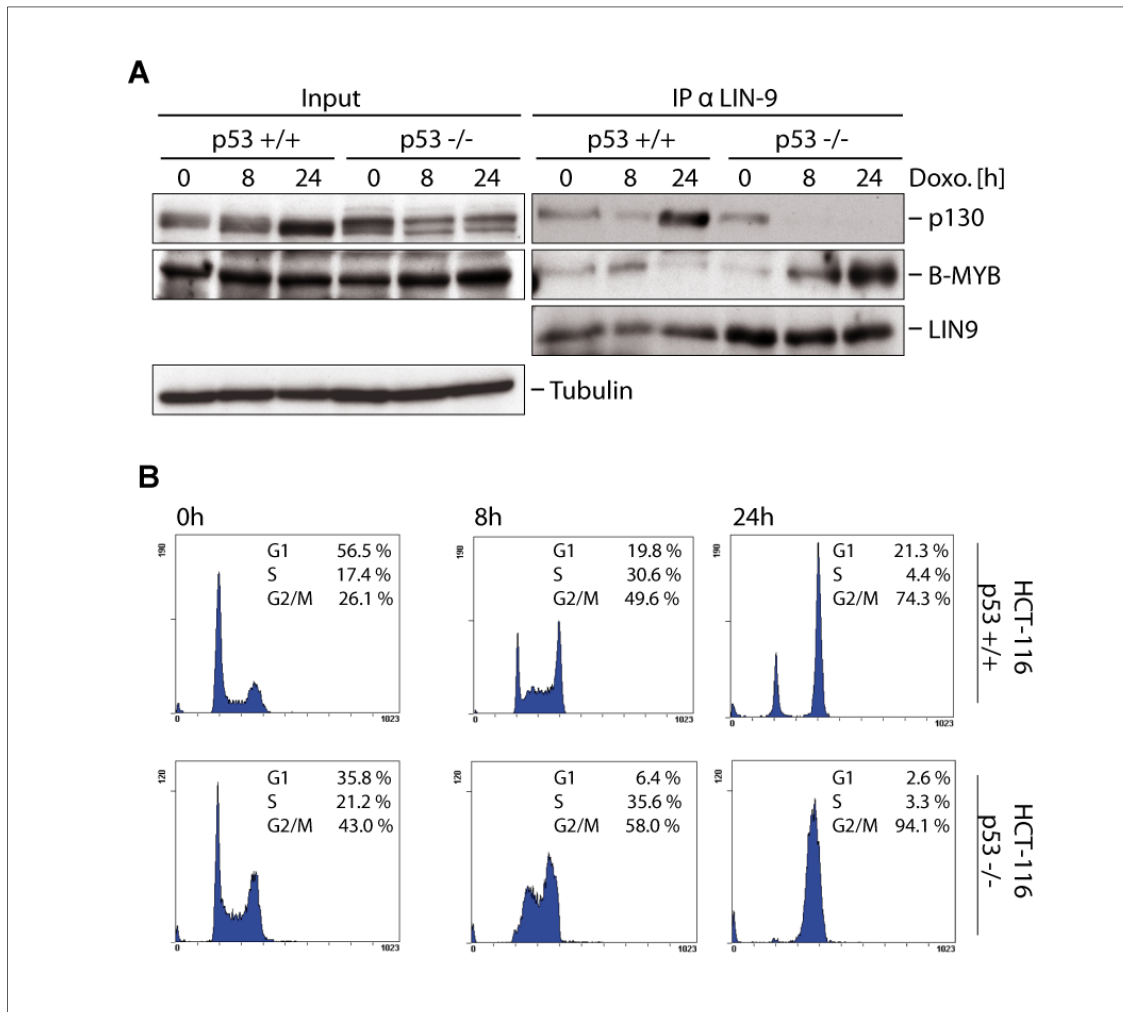 A
Input
IP α LIN-9
p53 +/+
p53 -/-
p53 +/+
p53 -/-
0 8 24 0 8 24
0 8 24 0 8 24 Doxo. [h]
– p130
– B-MYB
– LIN9
– Tubulin
B
0h
190
G1 56.5 %
S 17.4 %
G2/M 26.1 %
0 1023
8h
190
G1 19.8 %
S 30.6 %
G2/M 49.6 %
0 1023
24h
190
G1 21.3 %
S 4.4 %
G2/M 74.3 %
0 1023
HCT-116
p53 +/+
120
G1 35.8 %
S 21.2 %
G2/M 43.0 %
0 1023
120
G1 6.4 %
S 35.6 %
G2/M 58.0 %
0 1023
120
G1 2.6 %
S 3.3 %
G2/M 94.1 %
0 1023
HCT-116
p53 -/-